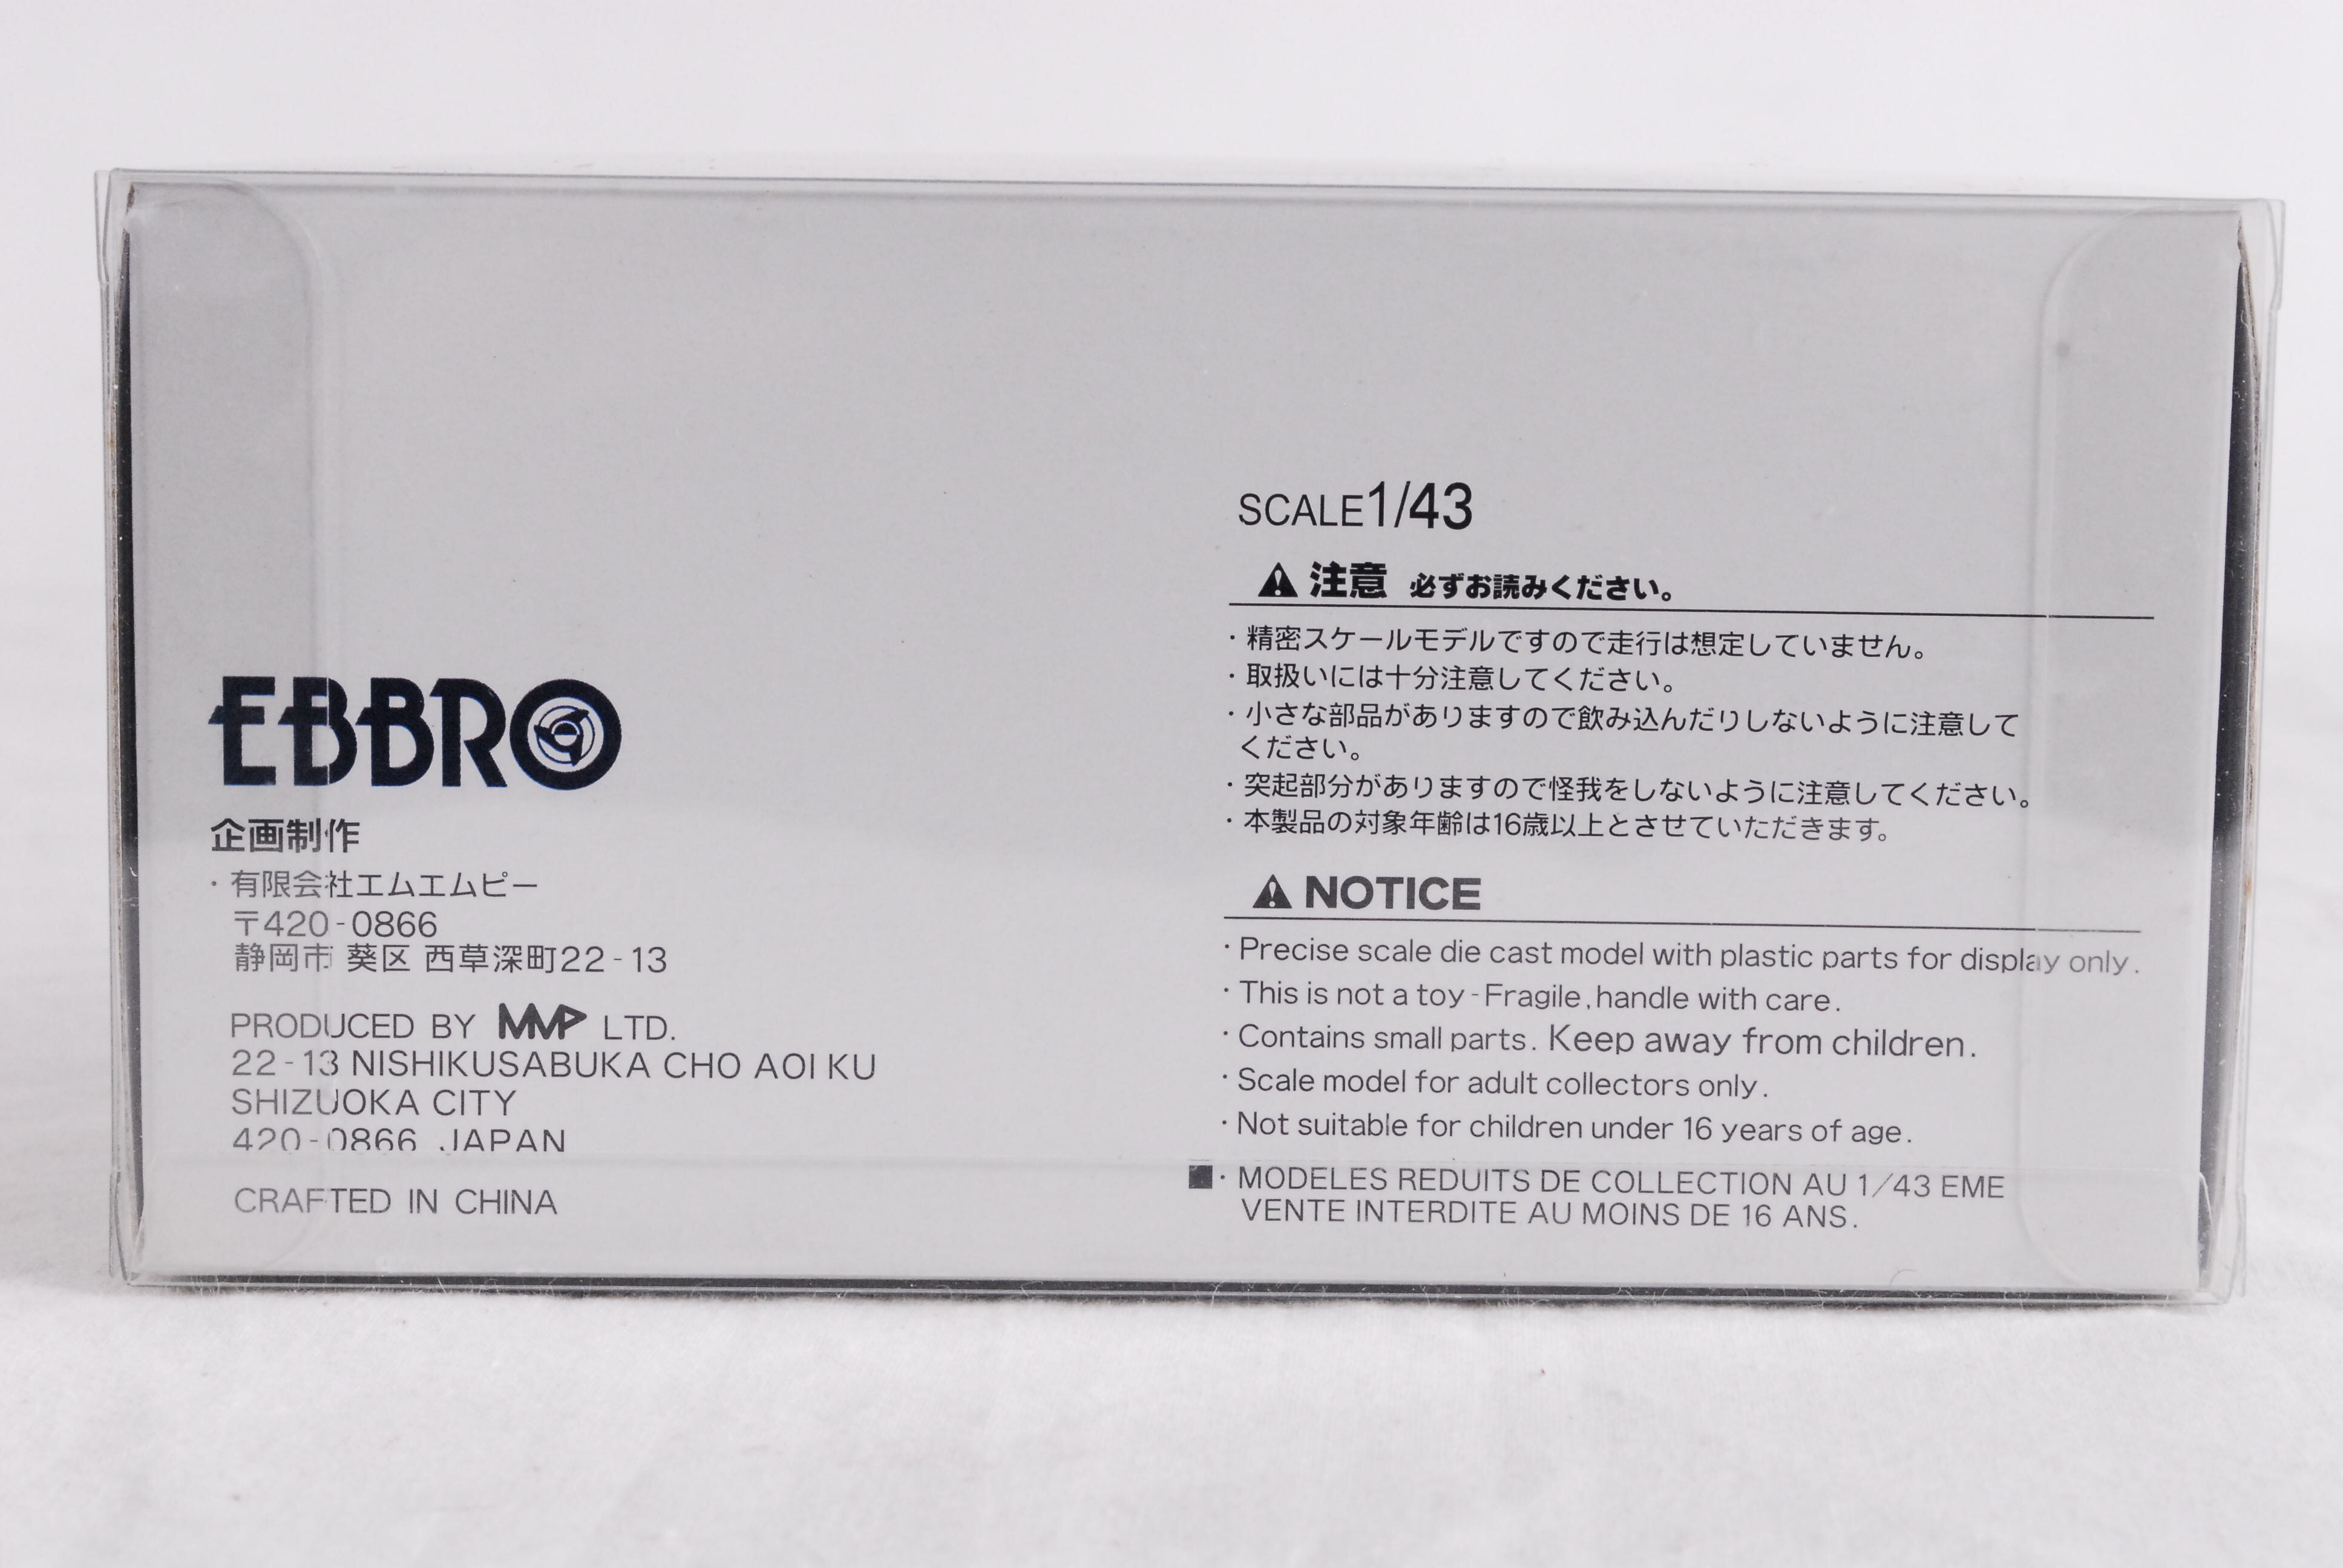 EBBRO
企画制作
・有限会社エムエムピー
〒420-0866
静岡市 葵区 西草深町22-13
PRODUCED BY MMP LTD.
22-13 NISHIKUSABUKA CHO AOI KU
SHIZUOKA CITY
420-0866 JAPAN
CRAFTED IN CHINA
SCALE1/43
注意 必ずお読みください。
・精密スケールモデルですので走行は想定していません。
・取扱いには十分注意してください。
・小さな部品がありますので飲み込んだりしないように注意して
ください。
・突起部分がありますので怪我をしないように注意してください。
・本製品の対象年齢は16歳以上とさせていただきます。
NOTICE
・Precise scale die cast model with plastic parts for display only.
・This is not a toy-Fragile,handle with care.
・Contains small parts. Keep away from children.
・Scale model for adult collectors only.
・Not suitable for children under 16 years of age.
■・MODELES REDUITS DE COLLECTION AU 1/43 EME
VENTE INTERDITE AU MOINS DE 16 ANS.